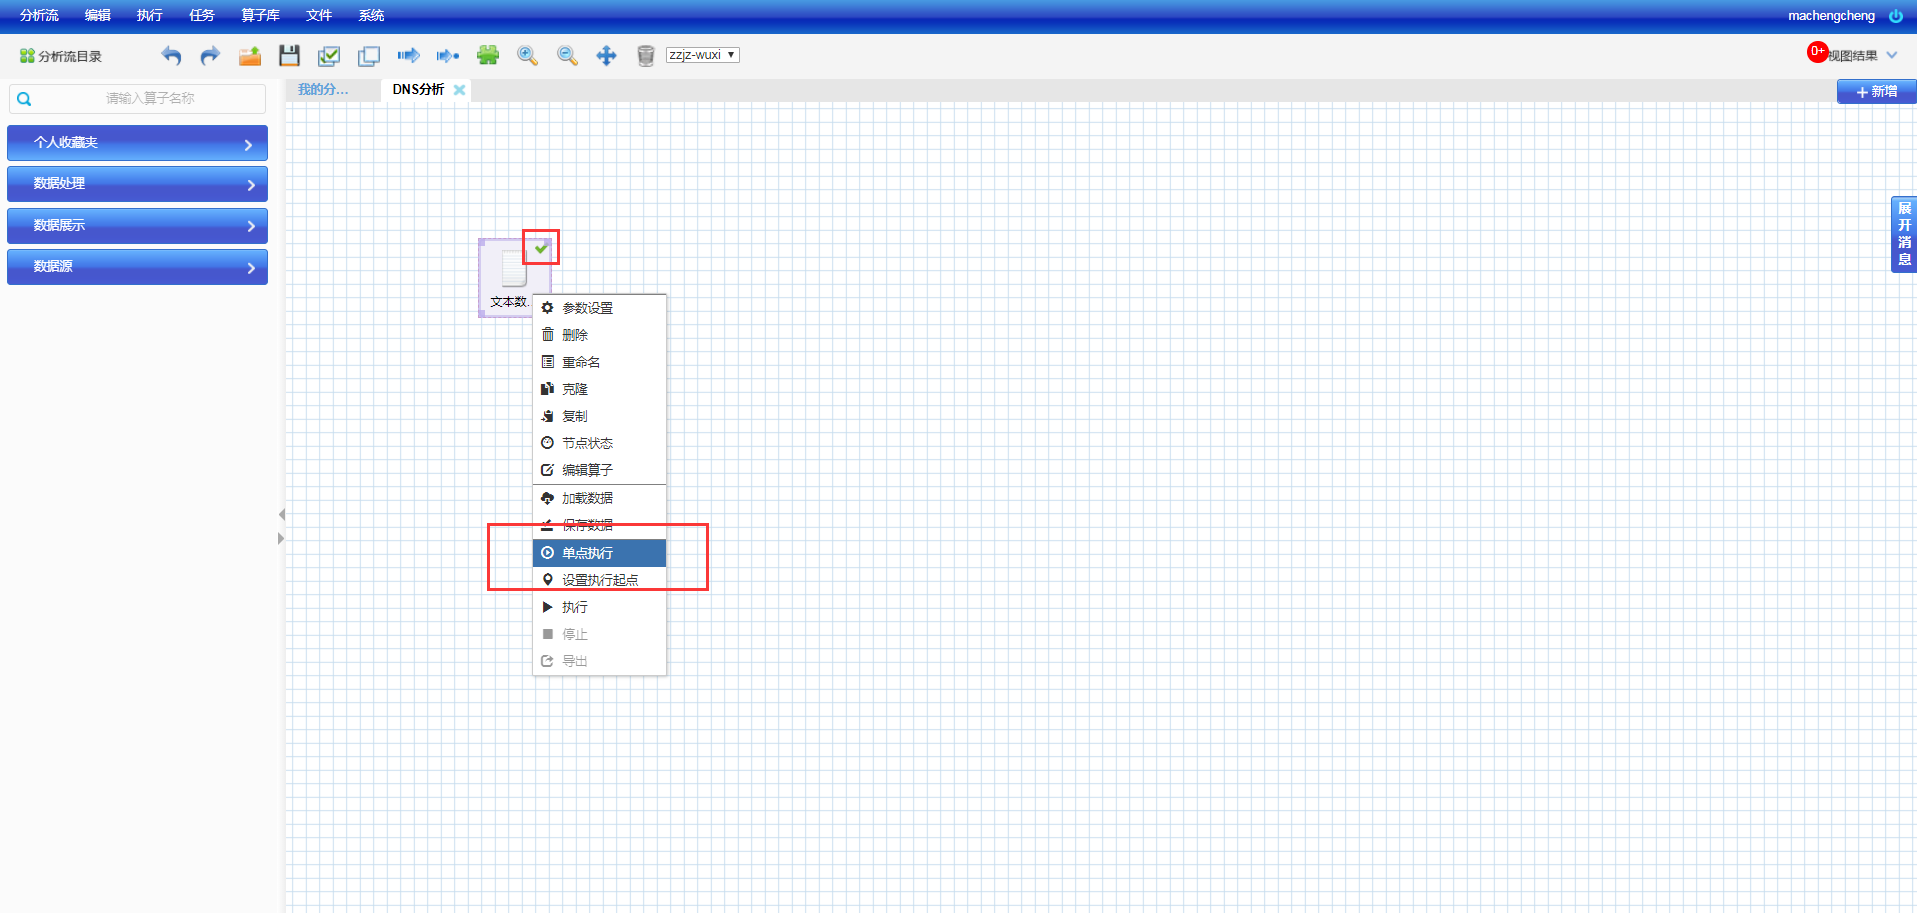 分析流 编辑 执行 任务 算子库 文件 系统 machengcheng
分析流目录 zzjz-wuxi 0+ 视图结果
请输入算子名称
我的分... DNS分析 新增
个人收藏夹
数据处理
数据展示
数据源
展开消息
文本数.
参数设置
删除
重命名
克隆
复制
节点状态
编辑算子
加载数据
保存数据
单点执行
设置执行起点
执行
停止
导出